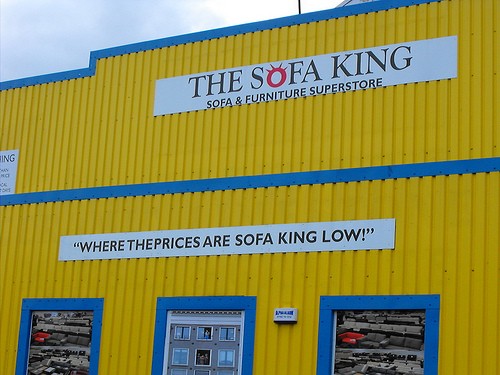 THE SOFA KING
SOFA & FURNITURE SUPERSTORE
"WHERE THEPRICES ARE SOFA KING LOW!"